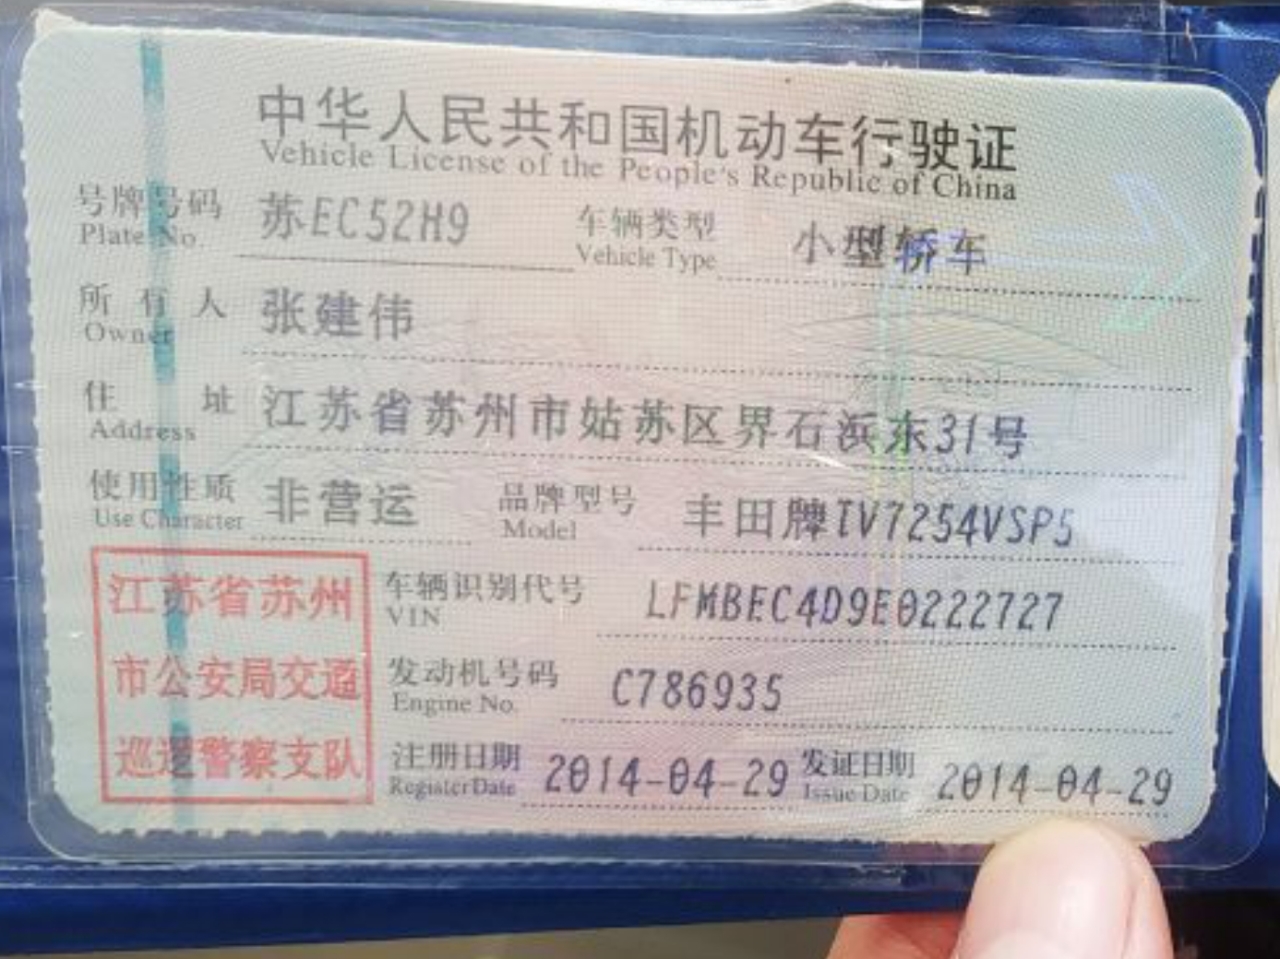 中华人民共和国机动车行驶证
Vehicle License of the People's Republic of China
号牌号码 苏EC52H9 车辆类型 小型轿车
Plate No. Vehicle Type
所有人 张建伟
Owner
住址 江苏省苏州市姑苏区界石浜东31号
Address
使用性质 非营运 品牌型号 丰田牌TV7254VSP5
Use Character Model
江苏省苏州
市公安局交通
巡逻警察支队
车辆识别代号 LFMBEC4D9E0222727
VIN
发动机号码 C786935
Engine No.
注册日期 2014-04-29 发证日期 2014-04-29
Register Date Issue Date